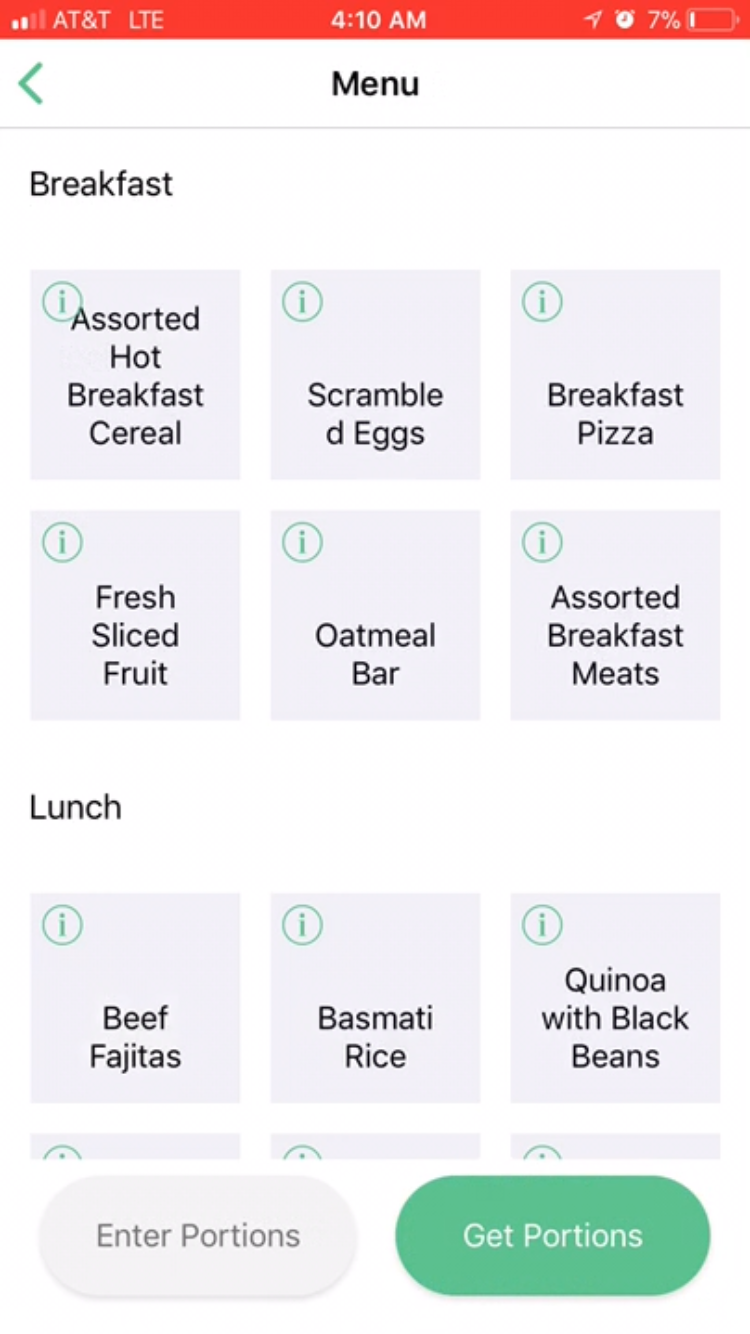 AT&T LTE 4:10 AM 7%
Menu
Breakfast
i i i
Assorted
Hot
Breakfast
Cereal
Scramble
d Eggs
Breakfast
Pizza
i i i
Fresh
Sliced
Fruit
Oatmeal
Bar
Assorted
Breakfast
Meats
Lunch
i i i
Beef
Fajitas
Basmati
Rice
Quinoa
with Black
Beans
Enter Portions
Get Portions